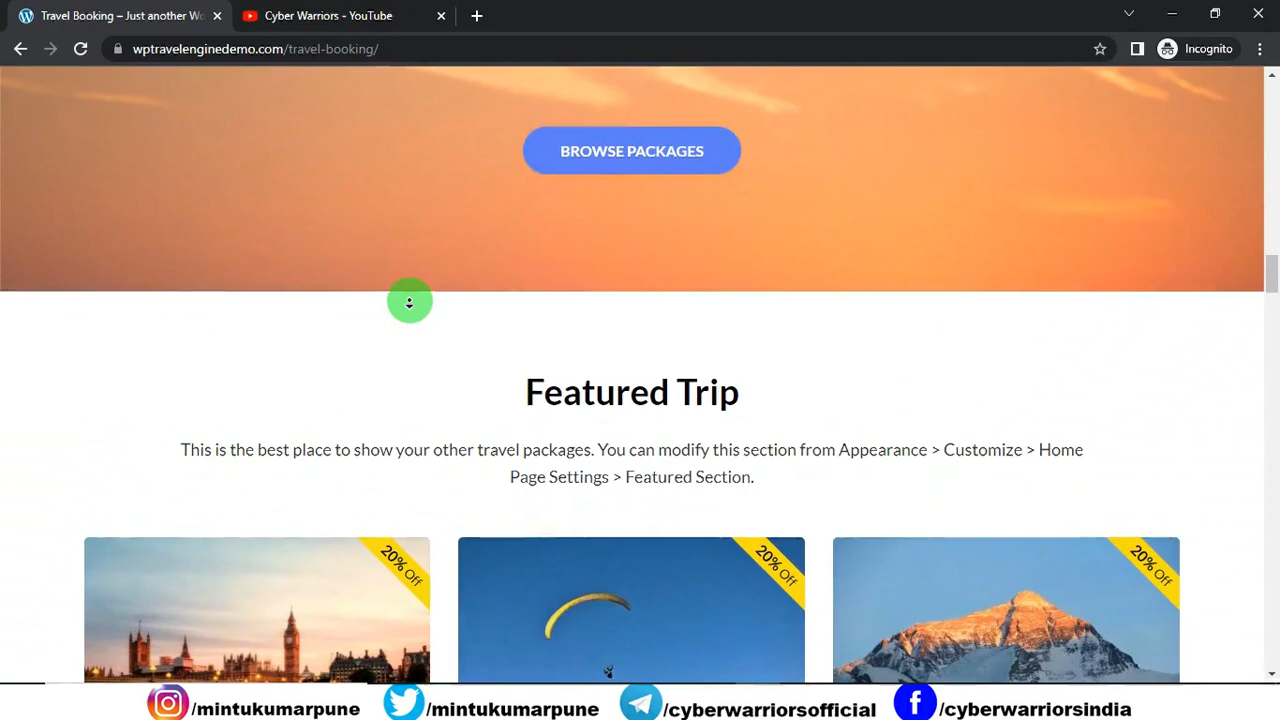 Travel Booking – Just another Wo
Cyber Warriors - YouTube
wptravelenginedemo.com/travel-booking/
Incognito
BROWSE PACKAGES
Featured Trip
This is the best place to show your other travel packages. You can modify this section from Appearance > Customize > Home
Page Settings > Featured Section.
20% Off
20% Off
20% Off
/mintukumarpune
/mintukumarpune
/cyberwarriorsofficial
/cyberwarriorsindia